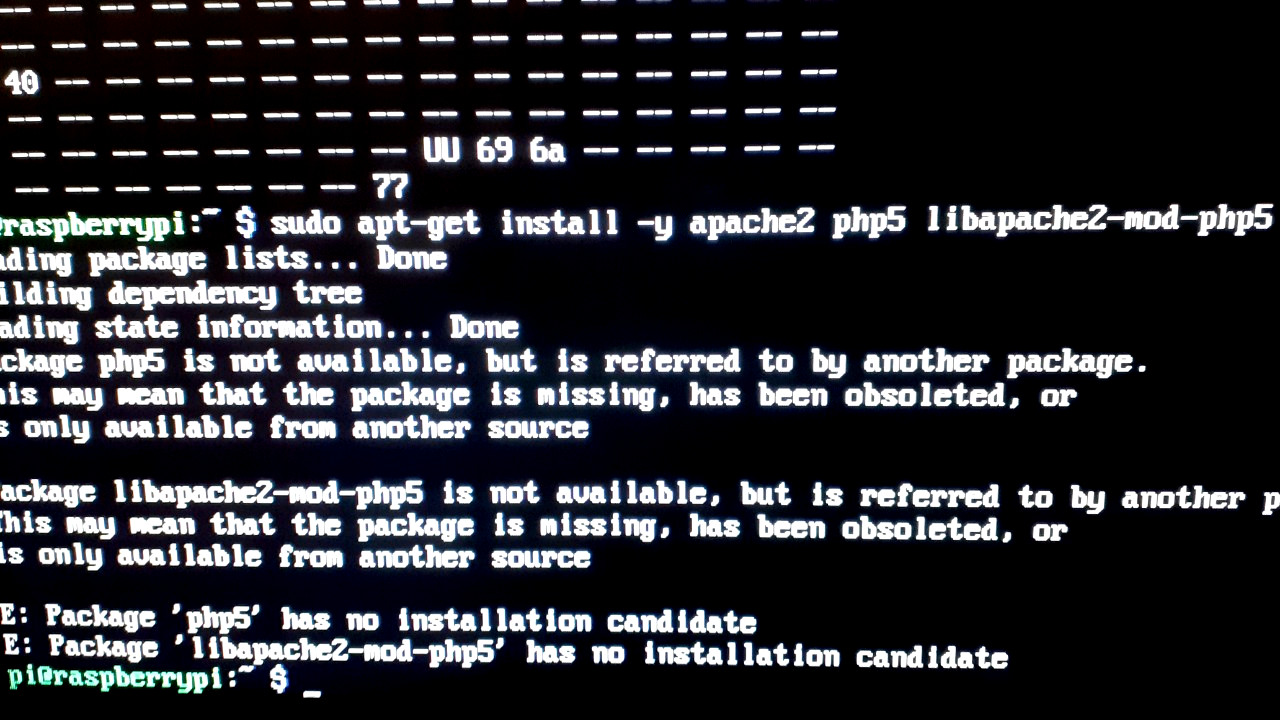 -- -- -- -- -- -- -- -- -- -- -- -- -- -- -- --
-- -- -- -- -- -- -- -- -- -- -- -- -- -- -- --
40 -- -- -- -- -- -- -- -- -- -- -- -- -- -- --
-- -- -- -- -- -- -- -- -- -- -- -- -- -- -- --
-- -- -- -- -- -- -- -- -- -- -- UU 69 6a -- -- -- -- --
-- -- -- -- -- -- -- 77
@raspberrypi:~ $ sudo apt-get install -y apache2 php5 libapache2-mod-php5
ading package lists... Done
ilding dependency tree
ading state information... Done
ckage php5 is not available, but is referred to by another package.
is may mean that the package is missing, has been obsoleted, or
s only available from another source
ackage libapache2-mod-php5 is not available, but is referred to by another p
This may mean that the package is missing, has been obsoleted, or
is only available from another source
E: Package 'php5' has no installation candidate
E: Package 'libapache2-mod-php5' has no installation candidate
pi@raspberrypi:~ $ _